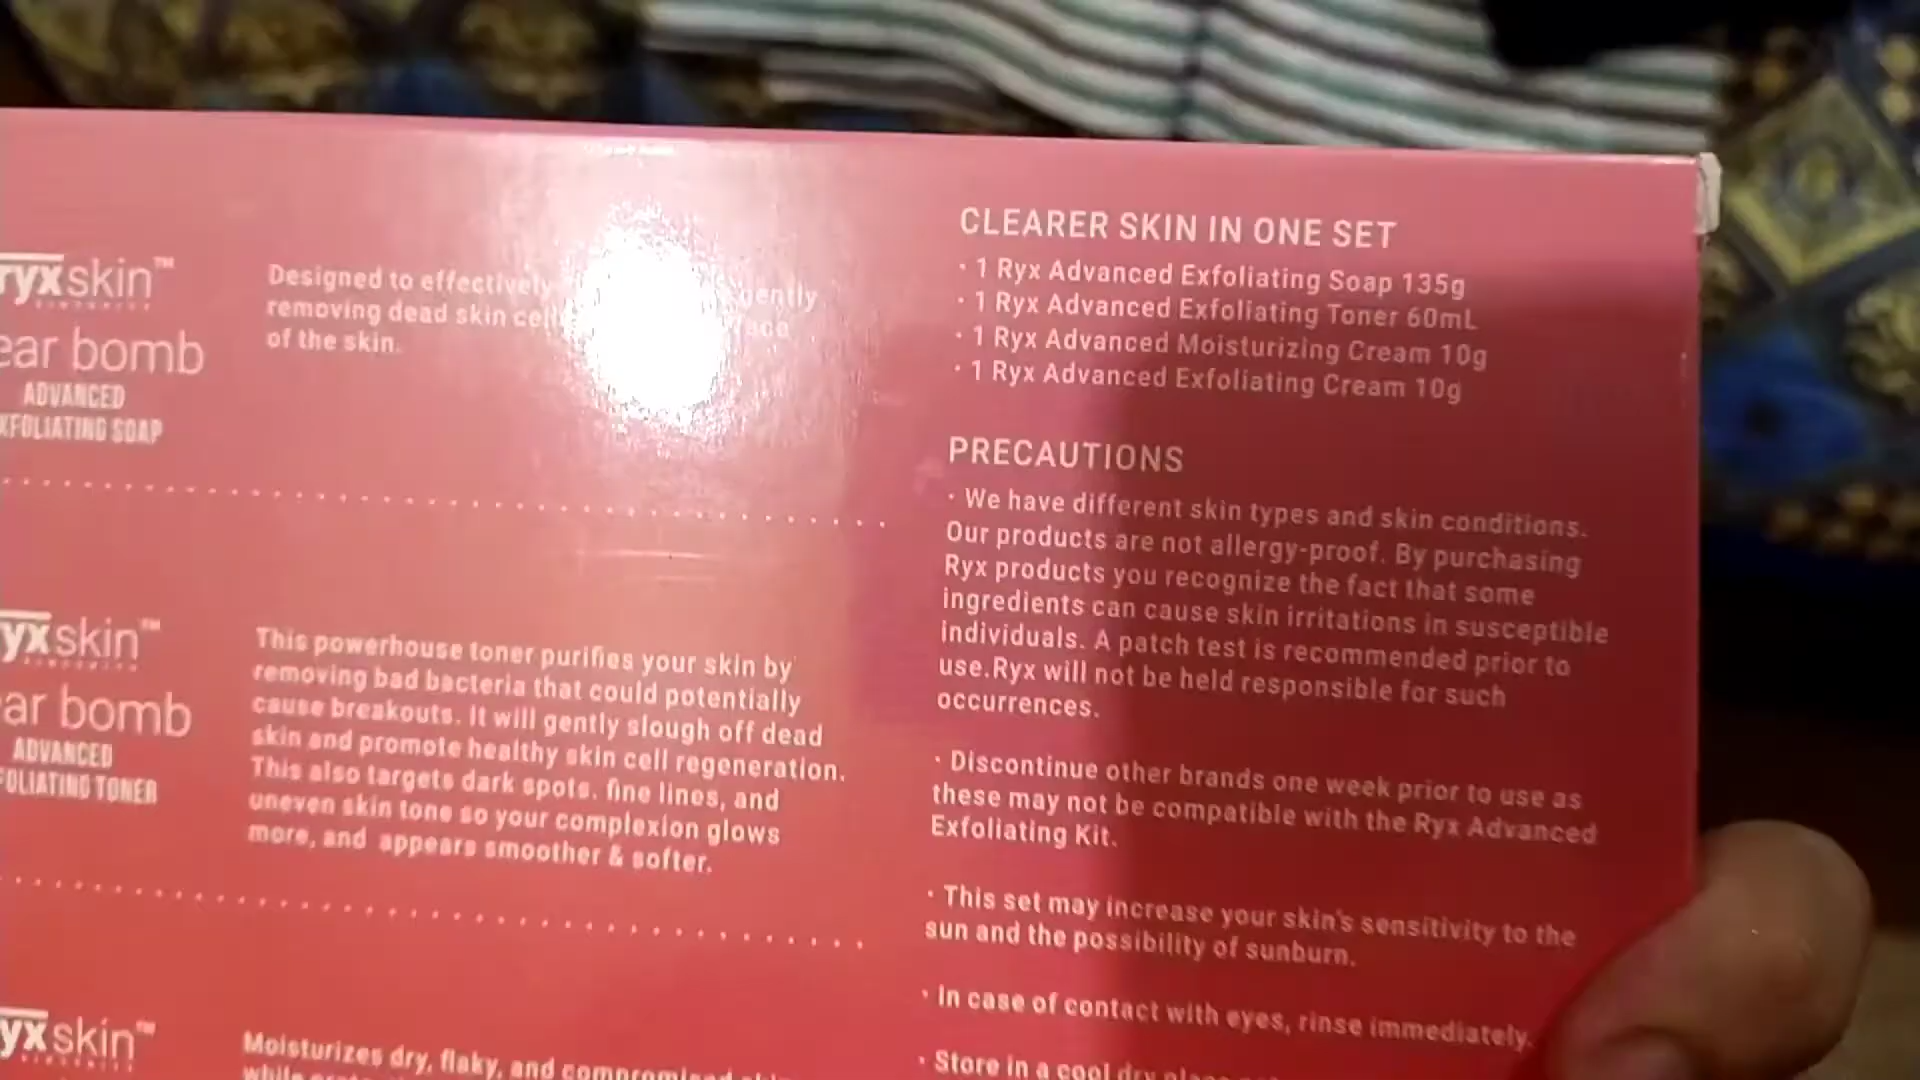 ryxskin™
ear bomb
ADVANCED
XFOLIATING SOAP
Designed to effectively gently
removing dead skin
of the skin.
yxskin™
ar bomb
ADVANCED
FOLIATING TONER
This powerhouse toner purifies your skin by
removing bad bacteria that could potentially
cause breakouts. It will gently slough off dead
skin and promote healthy skin cell regeneration.
This also targets dark spots. fine lines, and
uneven skin tone so your complexion glows
more, and appears smoother & softer.
yxskin™
Moisturizes dry, flaky, and compromised
CLEARER SKIN IN ONE SET
· 1 Ryx Advanced Exfoliating Soap 135g
· 1 Ryx Advanced Exfoliating Toner 60mL
· 1 Ryx Advanced Moisturizing Cream 10g
· 1 Ryx Advanced Exfoliating Cream 10g
PRECAUTIONS
· We have different skin types and skin conditions.
Our products are not allergy-proof. By purchasing
Ryx products you recognize the fact that some
ingredients can cause skin irritations in susceptible
individuals. A patch test is recommended prior to
use.Ryx will not be held responsible for such
occurrences.
· Discontinue other brands one week prior to use as
these may not be compatible with the Ryx Advanced
Exfoliating Kit.
· This set may increase your skin's sensitivity to the
sun and the possibility of sunburn.
· In case of contact with eyes, rinse immediately.
· Store in a cool dry place